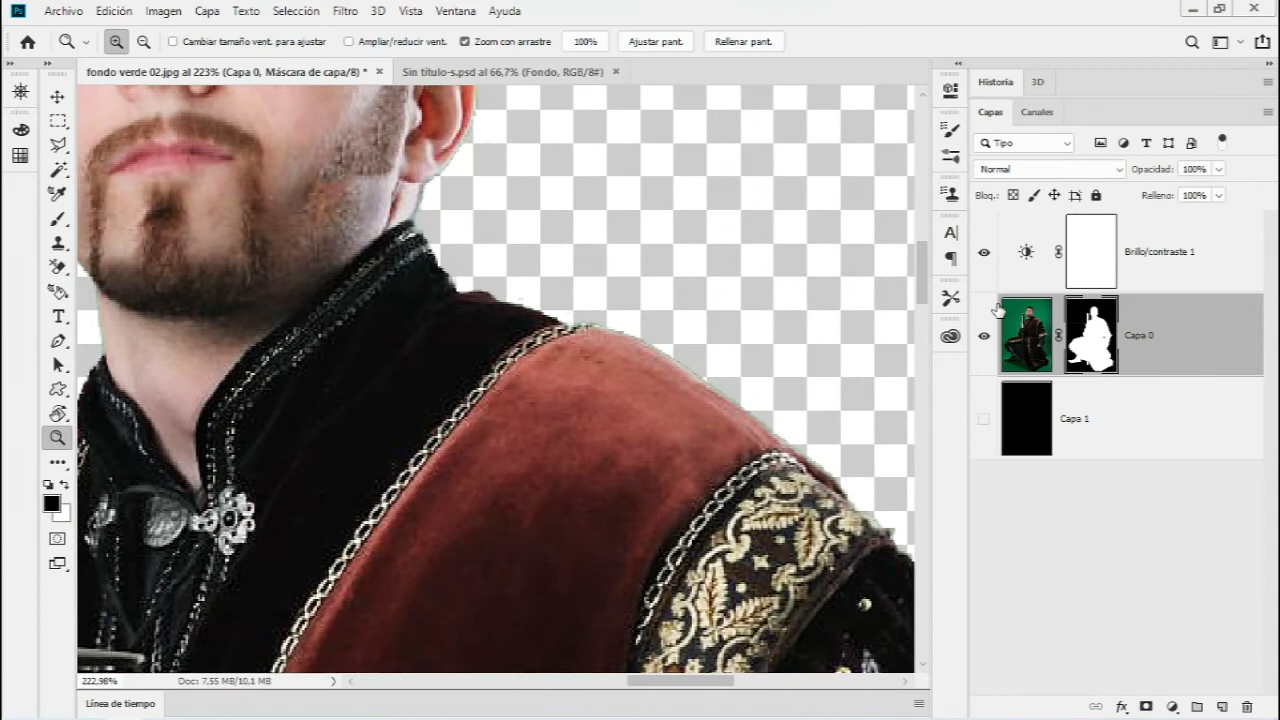 Ps Archivo Edición Imagen Capa Texto Selección Filtro 3D Vista Ventana Ayuda
Cambiar tamaño vent. para ajustar Ampliar/reducir vent. Zoom con arrastre 100% Ajustar pant. Rellenar pant.
fondo verde 02.jpg al 223% (Capa 0, Máscara de capa/8) * × Sin título-s.psd al 66,7% (Fondo, RGB/8#) ×
Historia 3D
Capas Canales
Tipo
Normal Opacidad: 100%
Bloq.: Relleno: 100%
Brillo/contraste 1
Capa 0
Capa 1
222,98% Doc: 7,55 MB/10,1 MB
Línea de tiempo